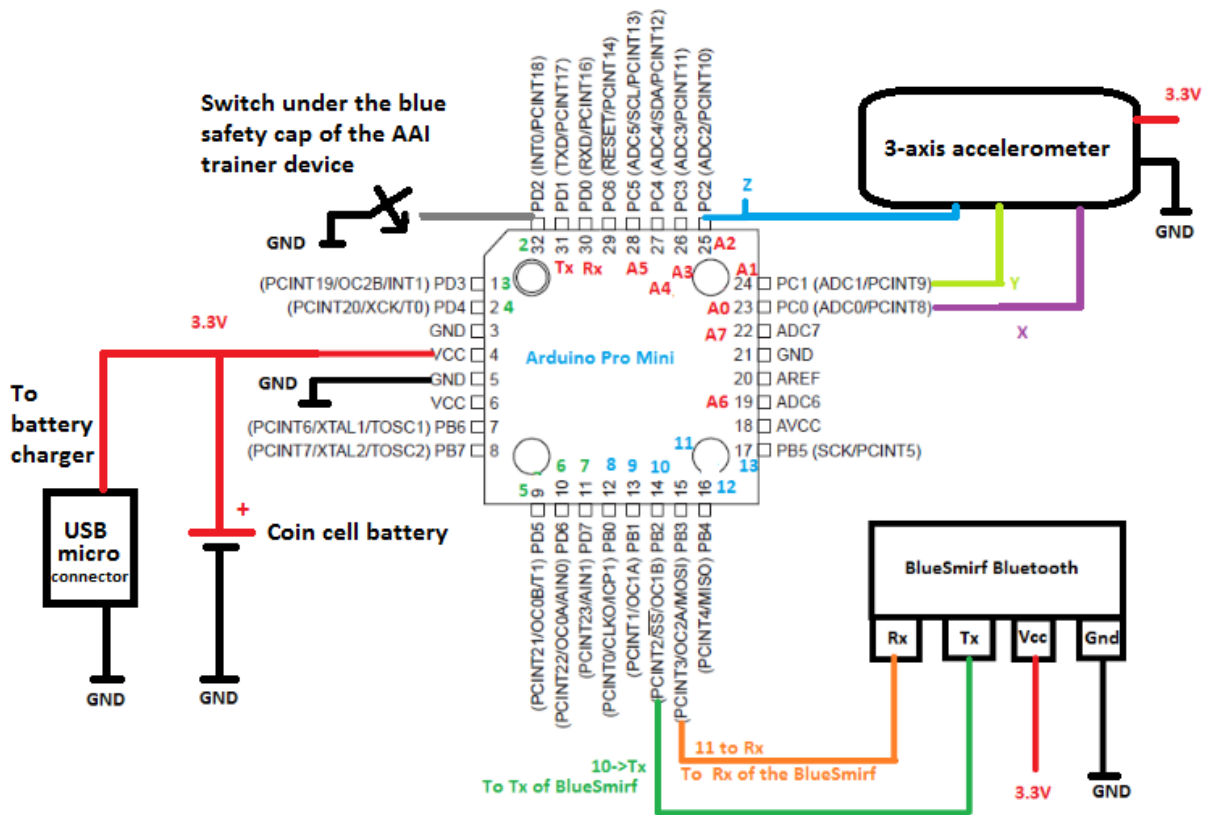 Switch under the blue
safety cap of the AAI
trainer device
GND
PD2 (INT0/PCINT18)
PD1 (TXD/PCINT17)
PD0 (RXD/PCINT16)
PC6 (RESET/PCINT14)
PC5 (ADC5/SCL/PCINT13)
PC4 (ADC4/SDA/PCINT12)
PC3 (ADC3/PCINT11)
PC2 (ADC2/PCINT10)
Z
3-axis accelerometer
3.3V
GND
2
32
31
30
29
28
27
26
25
A2
Tx
Rx
A5
A4
A3
A1
(PCINT19/OC2B/INT1) PD3
1
3
(PCINT20/XCK/T0) PD4
2
4
GND
3
VCC
4
GND
5
VCC
6
(PCINT6/XTAL1/TOSC1) PB6
7
(PCINT7/XTAL2/TOSC2) PB7
8
Arduino Pro Mini
24
PC1 (ADC1/PCINT9)
Y
A0
23
PC0 (ADC0/PCINT8)
X
A7
22
ADC7
21
GND
20
AREF
A6
19
ADC6
18
AVCC
17
PB5 (SCK/PCINT5)
3.3V
GND
To
battery
charger
USB
micro
connector
GND
+
Coin cell battery
GND
5
6
7
8
9
10
11
12
13
9
10
11
12
13
14
15
16
(PCINT21/OC0B/T1) PD5
(PCINT22/OC0A/AIN0) PD6
(PCINT23/AIN1) PD7
(PCINT0/CLKO/ICP1) PB0
(PCINT1/OC1A) PB1
(PCINT2/SS/OC1B) PB2
(PCINT3/OC2A/MOSI) PB3
(PCINT4/MISO) PB4
BlueSmirf Bluetooth
Rx
Tx
Vcc
Gnd
11 to Rx
To Rx of the BlueSmirf
10->Tx
To Tx of BlueSmirf
3.3V
GND